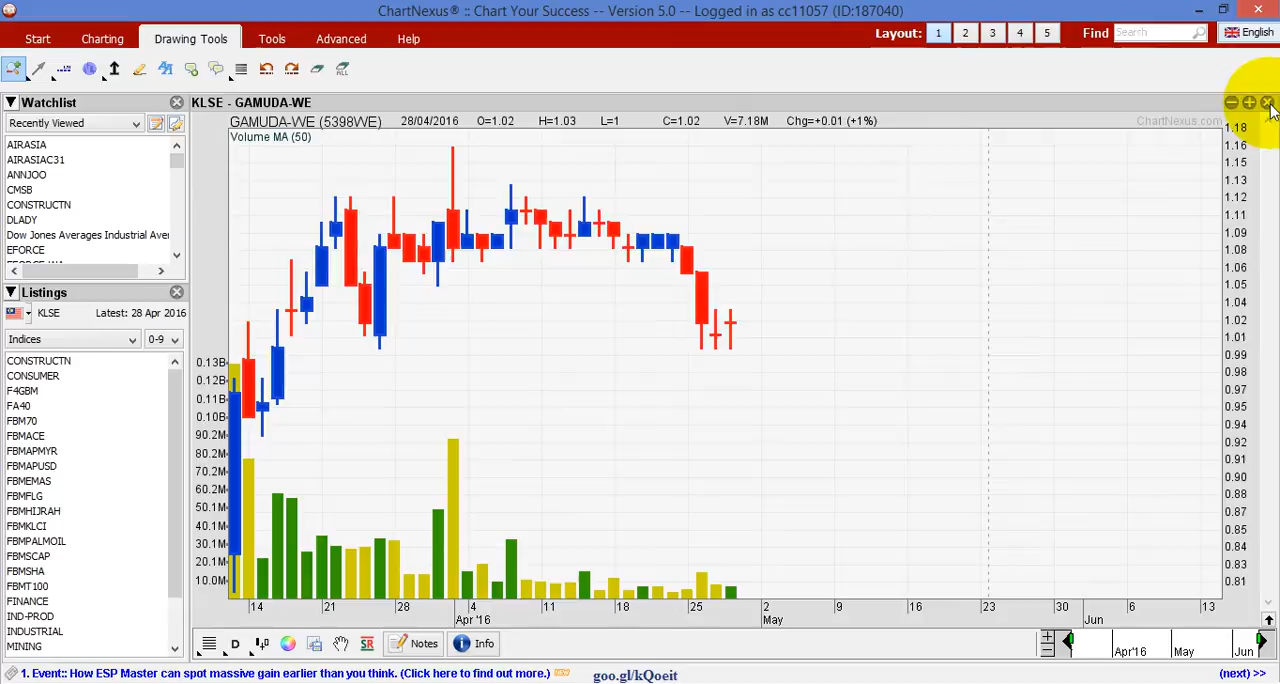 ChartNexus® :: Chart Your Success -- Version 5.0 -- Logged in as cc11057 (ID:187040)
Start Charting Drawing Tools Tools Advanced Help Layout: 1 2 3 4 5 Find Search English
ALL
Watchlist
Recently Viewed
AIRASIA
AIRASIAC31
ANNJOO
CMSB
CONSTRUCTN
DLADY
Dow Jones Averages Industrial Aver
EFORCE
Listings
KLSE Latest: 28 Apr 2016
Indices 0-9
CONSTRUCTN
CONSUMER
F4GBM
FA40
FBM70
FBMACE
FBMAPMYR
FBMAPUSD
FBMEMAS
FBMFLG
FBMHIJRAH
FBMKLCI
FBMPALMOIL
FBMSCAP
FBMSHA
FBMT100
FINANCE
IND-PROD
INDUSTRIAL
MINING
KLSE - GAMUDA-WE
GAMUDA-WE (5398WE) 28/04/2016 O=1.02 H=1.03 L=1 C=1.02 V=7.18M Chg=+0.01 (+1%) ChartNexus.com
Volume MA (50)
1.18
1.16
1.15
1.13
1.12
1.11
1.09
1.08
1.06
1.05
1.04
1.02
1.01
0.99
0.98
0.97
0.95
0.94
0.92
0.91
0.90
0.88
0.87
0.85
0.84
0.83
0.81
0.13B
0.12B
0.11B
0.10B
90.2M
80.2M
70.2M
60.2M
50.1M
40.1M
30.1M
20.1M
10.0M
14 21 28 4 11 18 25 2 9 16 23 30 6 13
Apr '16 May Jun
D SR Notes Info
Apr'16 May Jun
1. Event:: How ESP Master can spot massive gain earlier than you think. (Click here to find out more.) NEW goo.gl/kQoeit (next) >>